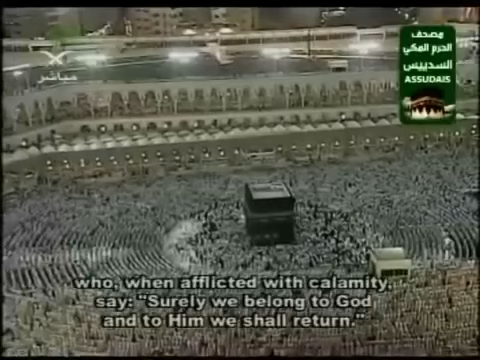 مصحف
الحرم المكي
السديس
ASSUDAIS
مباشر
who, when afflicted with calamity,
say: "Surely we belong to God
and to Him we shall return."